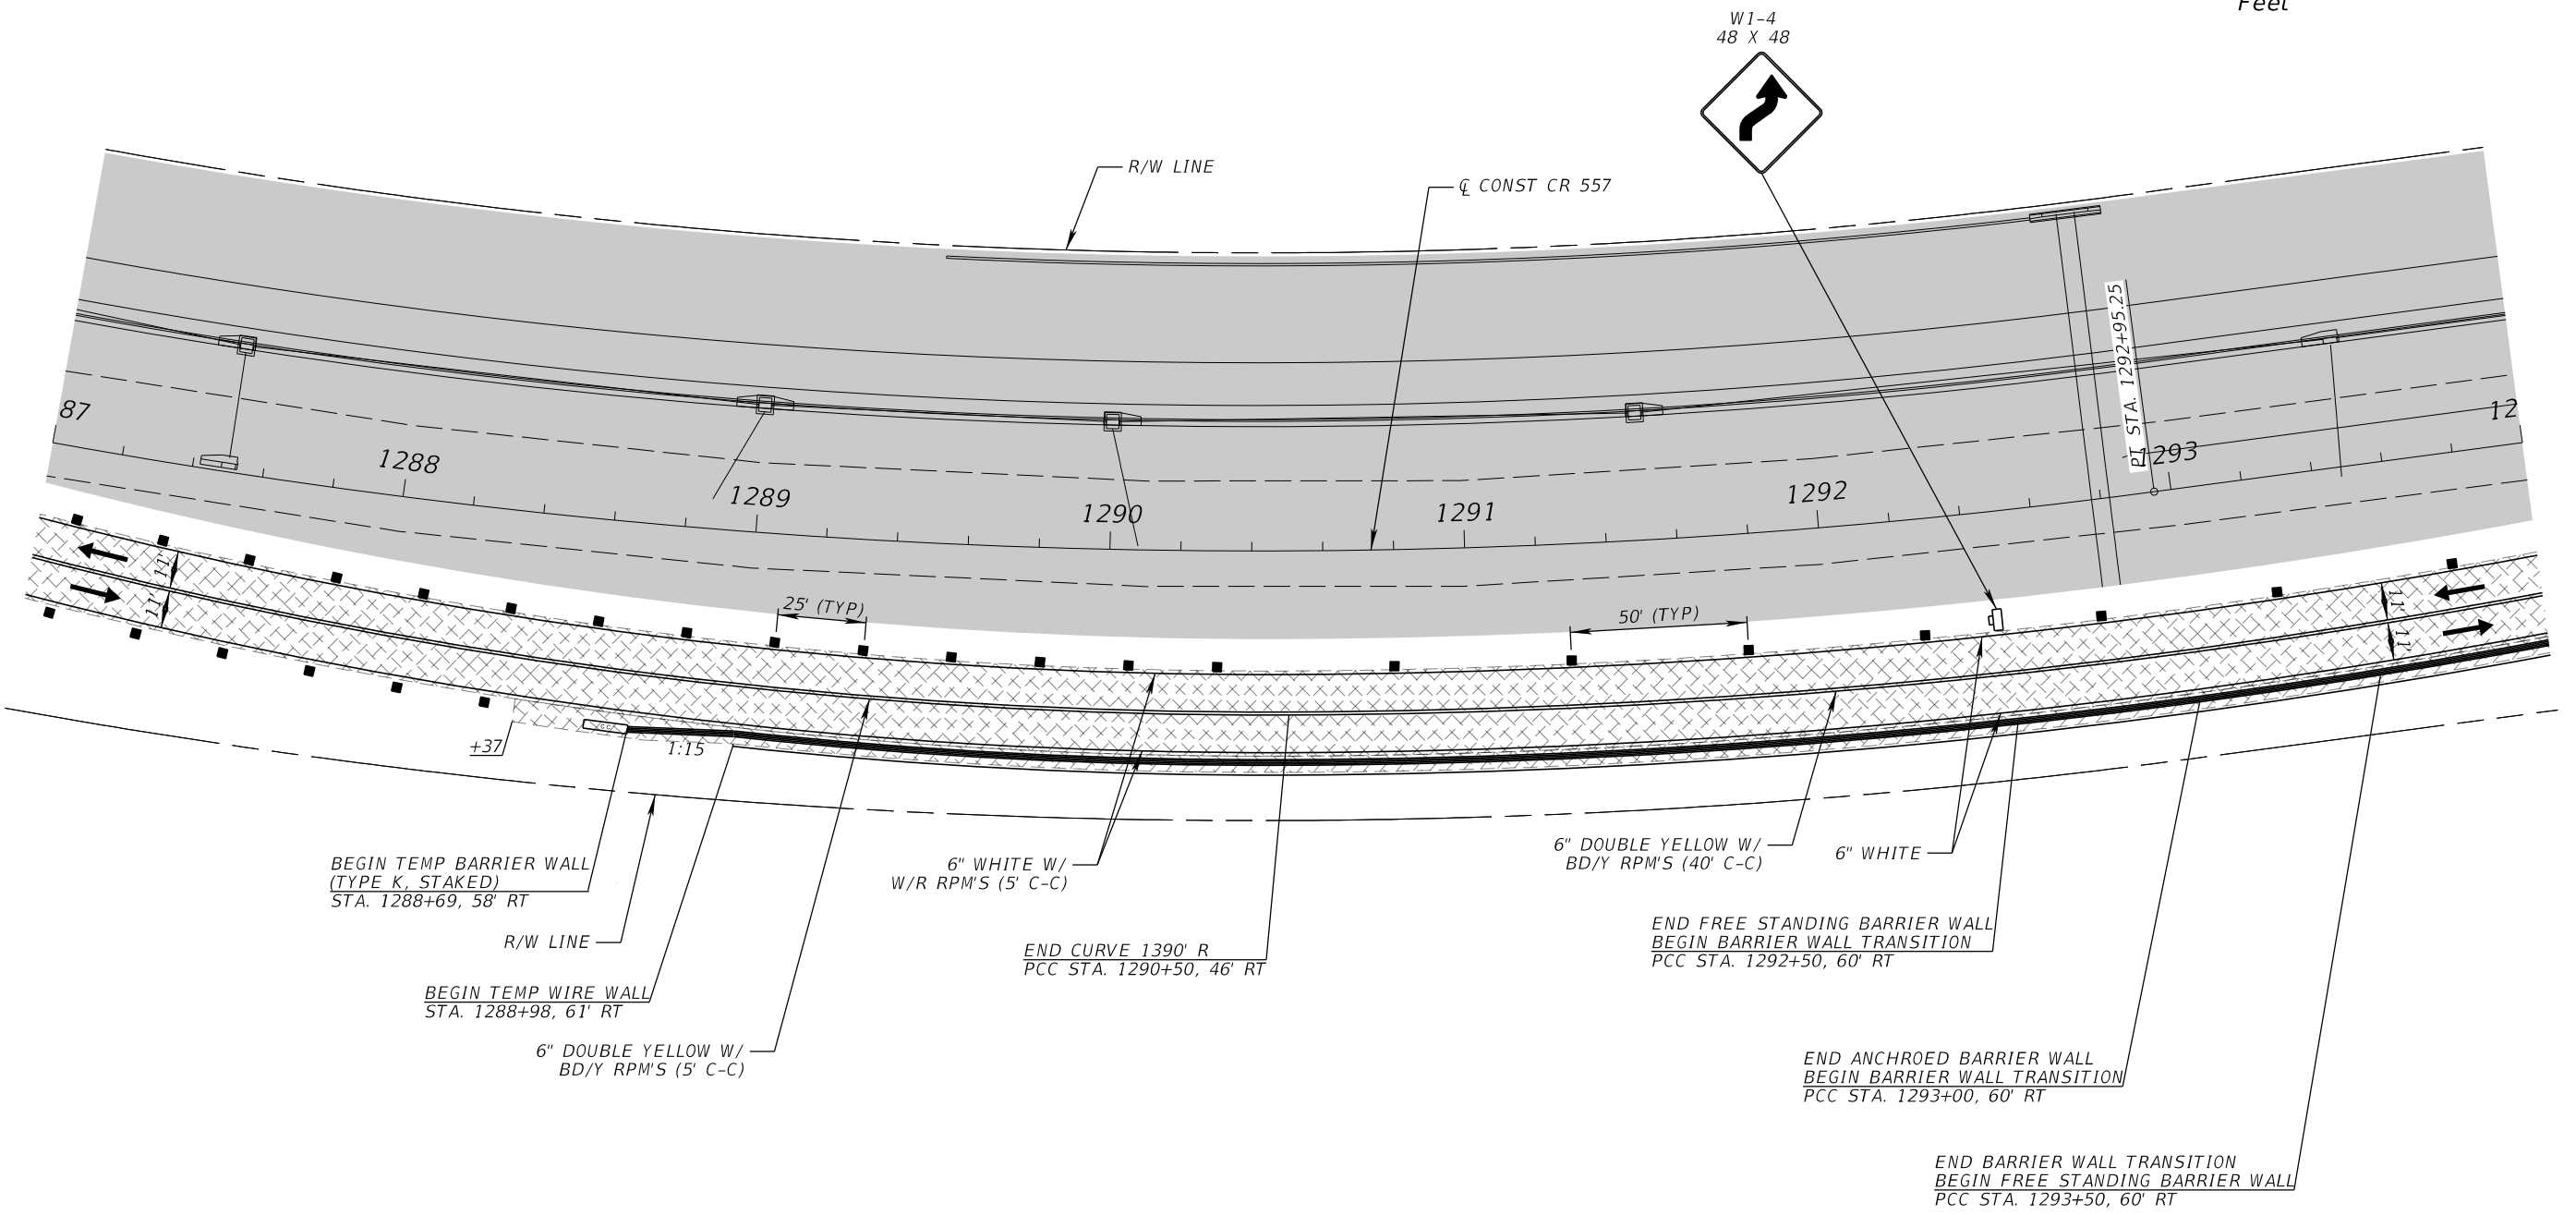 Feet
W1-4
48 X 48
R/W LINE
℄ CONST CR 557
PT STA. 1292+95.25
87
1288
1289
1290
1291
1292
1293
12
11'
11'
25' (TYP)
50' (TYP)
11'
11'
+37
1:15
BEGIN TEMP BARRIER WALL
(TYPE K, STAKED)
STA. 1288+69, 58' RT
R/W LINE
BEGIN TEMP WIRE WALL
STA. 1288+98, 61' RT
6" DOUBLE YELLOW W/
BD/Y RPM'S (5' C-C)
6" WHITE W/
W/R RPM'S (5' C-C)
END CURVE 1390' R
PCC STA. 1290+50, 46' RT
6" DOUBLE YELLOW W/
BD/Y RPM'S (40' C-C)
6" WHITE
END FREE STANDING BARRIER WALL
BEGIN BARRIER WALL TRANSITION
PCC STA. 1292+50, 60' RT
END ANCHROED BARRIER WALL
BEGIN BARRIER WALL TRANSITION
PCC STA. 1293+00, 60' RT
END BARRIER WALL TRANSITION
BEGIN FREE STANDING BARRIER WALL
PCC STA. 1293+50, 60' RT